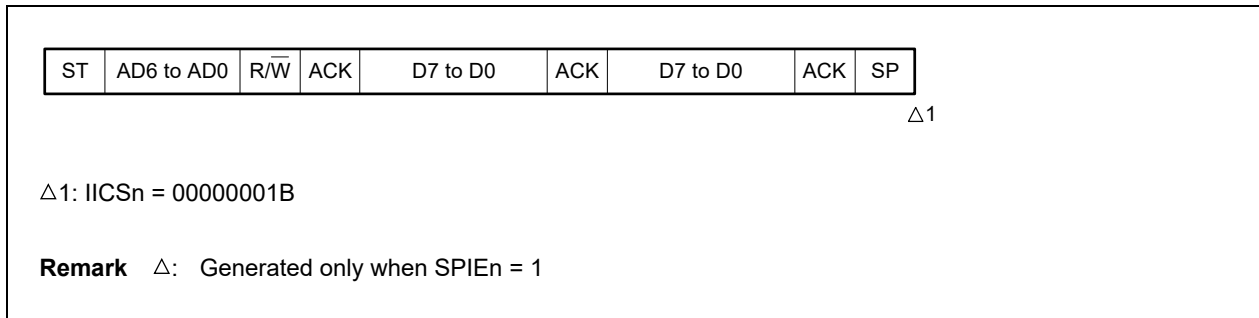 ST AD6 to AD0 R/W̅ ACK D7 to D0 ACK D7 to D0 ACK SP
△1
△1: IICSn = 00000001B
Remark △: Generated only when SPIEn = 1